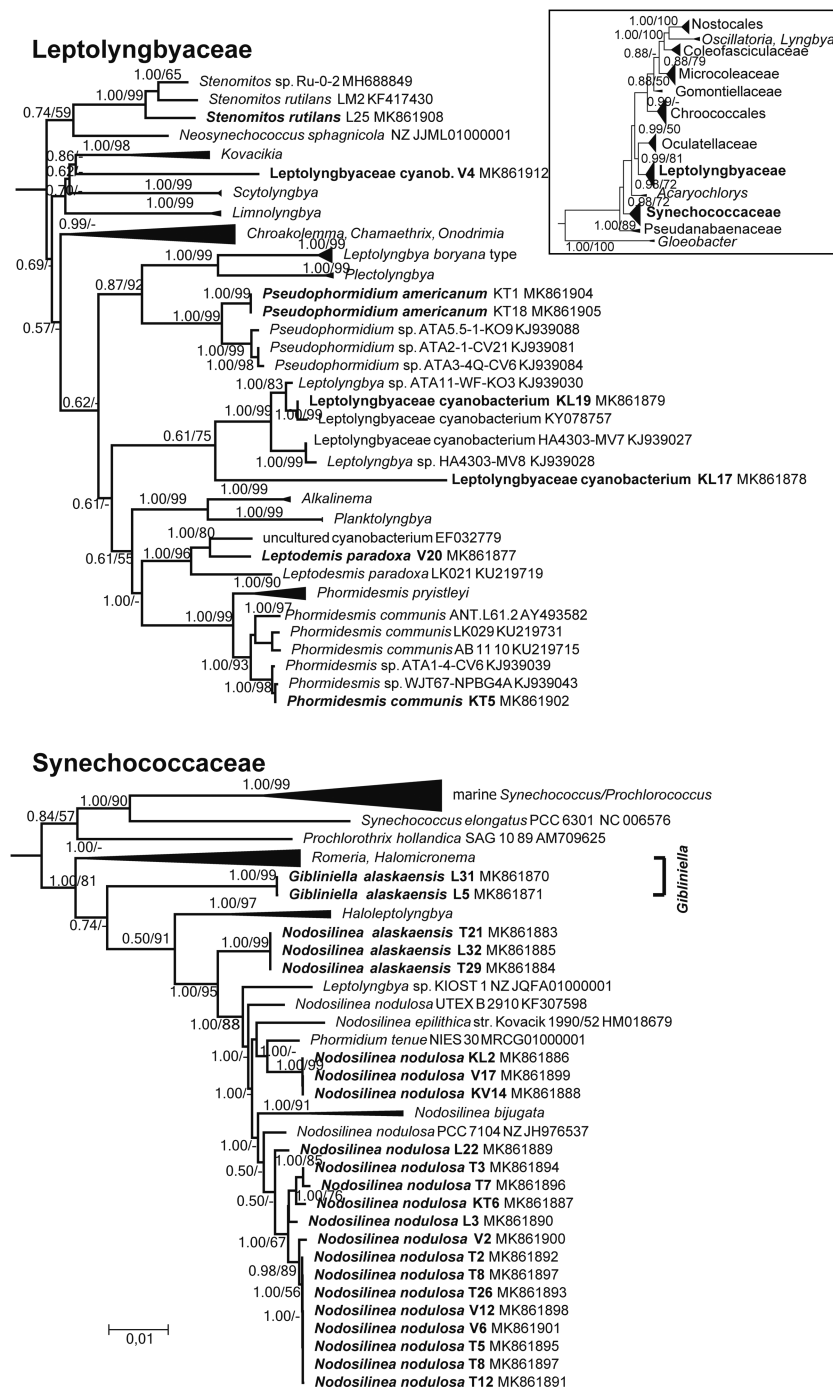 Leptolyngbyaceae
1.00/65
Stenomitos sp. Ru-0-2 MH688849
1.00/99
Stenomitos rutilans LM2 KF417430
Stenomitos rutilans L25 MK861908
0.74/59
Neosynechococcus sphagnicola NZ JJML01000001
1.00/98
0.86/-
Kovacikia
0.62/-
Leptolyngbyaceae cyanob. V4 MK861912
0.70/-
1.00/99
Scytolyngbya
1.00/99
Limnolyngbya
0.99/-
Chroakolemma, Chamaethrix, Onodrimia
0.69/-
1.00/99
1.00/99
Leptolyngbya boryana type
1.00/99
Plectolyngbya
0.87/92
1.00/99
Pseudophormidium americanum KT1 MK861904
Pseudophormidium americanum KT18 MK861905
1.00/99
0.57/-
Pseudophormidium sp. ATA5.5-1-KO9 KJ939088
1.00/99
Pseudophormidium sp. ATA2-1-CV21 KJ939081
1.00/98
Pseudophormidium sp. ATA3-4Q-CV6 KJ939084
1.00/83
Leptolyngbya sp. ATA11-WF-KO3 KJ939030
0.62/-
Leptolyngbyaceae cyanobacterium KL19 MK861879
1.00/99
1.00/99
Leptolyngbyaceae cyanobacterium KY078757
0.61/75
Leptolyngbyaceae cyanobacterium HA4303-MV7 KJ939027
1.00/99
Leptolyngbya sp. HA4303-MV8 KJ939028
Leptolyngbyaceae cyanobacterium KL17 MK861878
0.61/-
1.00/99
1.00/99
Alkalinema
1.00/99
Planktolyngbya
1.00/80
uncultured cyanobacterium EF032779
0.61/55
1.00/96
Leptodemis paradoxa V20 MK861877
Leptodesmis paradoxa LK021 KU219719
1.00/90
1.00/-
Phormidesmis pryistleyi
1.00/99
1.00/97
Phormidesmis communis ANT.L61.2 AY493582
Phormidesmis communis LK029 KU219731
Phormidesmis communis AB 11 10 KU219715
1.00/93
Phormidesmis sp. ATA1-4-CV6 KJ939039
1.00/98
Phormidesmis sp. WJT67-NPBG4A KJ939043
Phormidesmis communis KT5 MK861902
1.00/100
Nostocales
1.00/100
Oscillatoria, Lyngbya
0.88/-
Coleofasciculaceae
0.88/79
Microcoleaceae
0.88/50
Gomontiellaceae
0.99/-
Chroococcales
0.99/50
Oculatellaceae
0.99/81
Leptolyngbyaceae
0.98/72
Acaryochlorys
0.98/72
Synechococcaceae
1.00/89
Pseudanabaenaceae
Gloeobacter
1.00/100
Synechococcaceae
1.00/99
1.00/90
marine Synechococcus/Prochlorococcus
0.84/57
Synechococcus elongatus PCC 6301 NC 006576
Prochlorothrix hollandica SAG 10 89 AM709625
1.00/-
Romeria, Halomicronema
1.00/81
1.00/99
Gibliniella alaskaensis L31 MK861870
Gibliniella alaskaensis L5 MK861871
Gibliniella
0.74/-
1.00/97
Haloleptolyngbya
0.50/91
Nodosilinea alaskaensis T21 MK861883
1.00/99
Nodosilinea alaskaensis L32 MK861885
Nodosilinea alaskaensis T29 MK861884
1.00/95
Leptolyngbya sp. KIOST 1 NZ JQFA01000001
Nodosilinea nodulosa UTEX B 2910 KF307598
1.00/88
Nodosilinea epilithica str. Kovacik 1990/52 HM018679
Phormidium tenue NIES 30 MRCG01000001
1.00/-
1.00/-
Nodosilinea nodulosa KL2 MK861886
1.00/99
Nodosilinea nodulosa V17 MK861899
1.00/-
Nodosilinea nodulosa KV14 MK861888
1.00/91
Nodosilinea bijugata
Nodosilinea nodulosa PCC 7104 NZ JH976537
1.00/-
Nodosilinea nodulosa L22 MK861889
1.00/85
0.50/-
Nodosilinea nodulosa T3 MK861894
Nodosilinea nodulosa T7 MK861896
1.00/76
0.50/-
Nodosilinea nodulosa KT6 MK861887
Nodosilinea nodulosa L3 MK861890
1.00/67
Nodosilinea nodulosa V2 MK861900
Nodosilinea nodulosa T2 MK861892
0.98/89
Nodosilinea nodulosa T8 MK861897
1.00/56
Nodosilinea nodulosa T26 MK861893
Nodosilinea nodulosa V12 MK861898
1.00/-
Nodosilinea nodulosa V6 MK861901
Nodosilinea nodulosa T5 MK861895
Nodosilinea nodulosa T8 MK861897
Nodosilinea nodulosa T12 MK861891
0,01